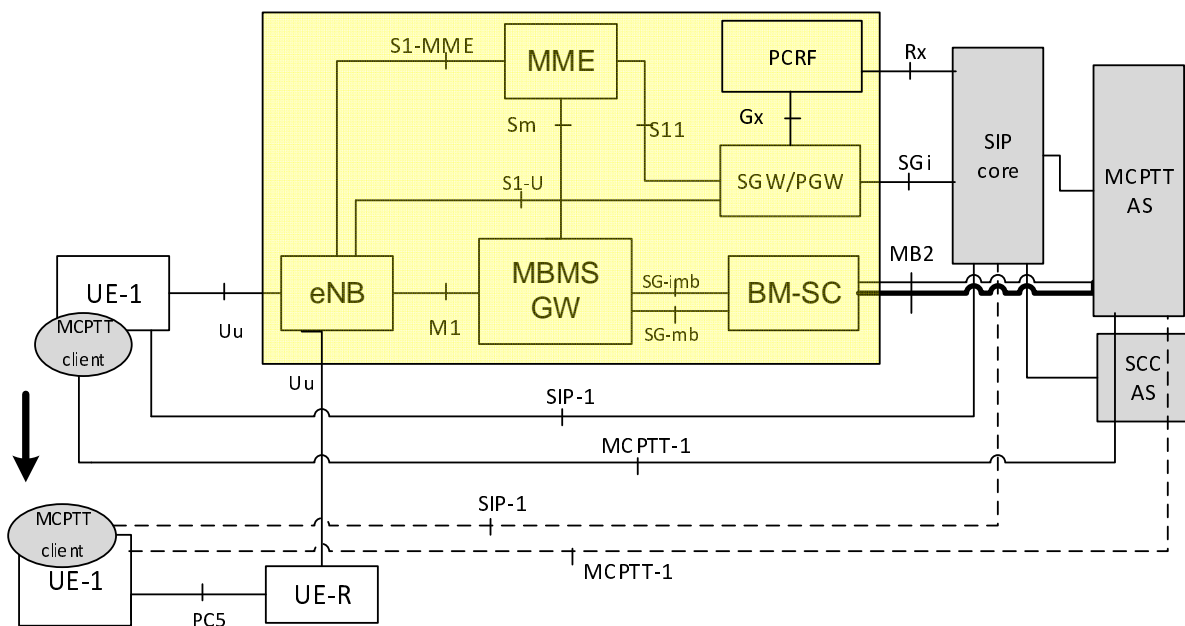 S1-MME
MME
PCRF
Rx
SIP
core
MCPTT
AS
Sm
S11
Gx
S1-U
SGW/PGW
SGi
MB2
UE-1
MCPTT
client
Uu
eNB
M1
MBMS
GW
SG-imb
SG-mb
BM-SC
SCC
AS
Uu
SIP-1
MCPTT-1
MCPTT
client
UE-1
SIP-1
MCPTT-1
PC5
UE-R